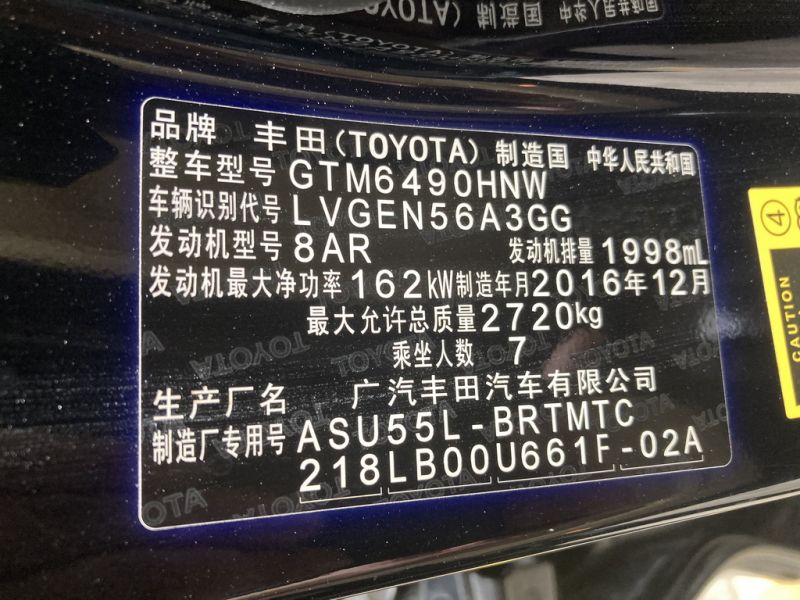 品牌 丰田(TOYOTA) 制造国 中华人民共和国
整车型号 GTM6490HNW
车辆识别代号 LVGEN56A3GG
发动机型号 8AR 发动机排量 1998mL
发动机最大净功率 162kW 制造年月 2016年12月
最大允许总质量 2720kg
乘坐人数 7
生产厂名 广汽丰田汽车有限公司
制造厂专用号 ASU55L-BRTMTC
218LB00U661F-02A
4
CAUTION